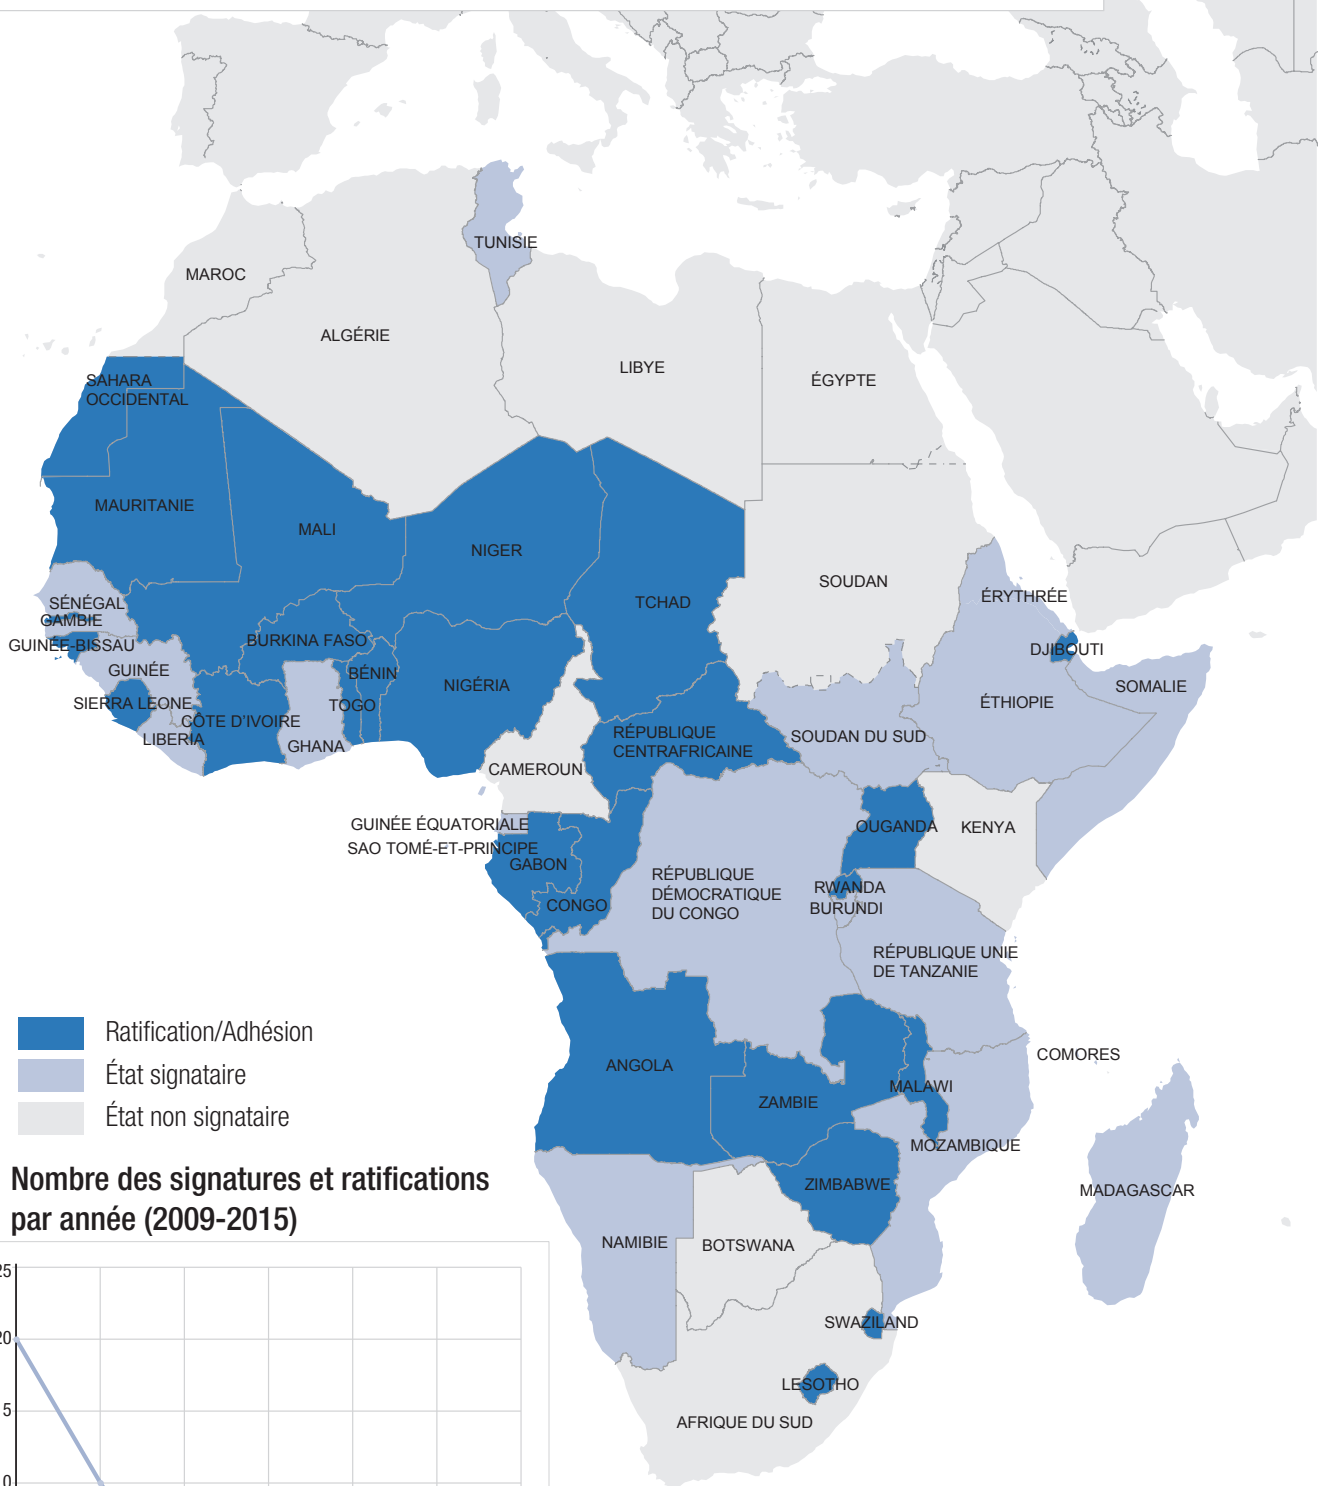 TUNISIE
MAROC
ALGÉRIE
LIBYE
ÉGYPTE
SAHARA
OCCIDENTAL
MAURITANIE
MALI
NIGER
TCHAD
SOUDAN
ÉRYTHRÉE
SÉNÉGAL
GAMBIE
GUINÉE-BISSAU
BURKINA FASO
DJIBOUTI
GUINÉE
BÉNIN
NIGÉRIA
SOMALIE
ÉTHIOPIE
SIERRA LEONE
TOGO
CÔTE D'IVOIRE
LIBERIA
GHANA
RÉPUBLIQUE
CENTRAFRICAINE
SOUDAN DU SUD
CAMEROUN
GUINÉE ÉQUATORIALE
OUGANDA
KENYA
SAO TOMÉ-ET-PRINCIPE
GABON
RÉPUBLIQUE
DÉMOCRATIQUE
DU CONGO
RWANDA
BURUNDI
CONGO
RÉPUBLIQUE UNIE
DE TANZANIE
Ratification/Adhésion
État signataire
État non signataire
COMORES
ANGOLA
MALAWI
ZAMBIE
MOZAMBIQUE
ZIMBABWE
MADAGASCAR
NAMIBIE
BOTSWANA
SWAZILAND
LESOTHO
AFRIQUE DU SUD
Nombre des signatures et ratifications
par année (2009-2015)
25
20
5
0